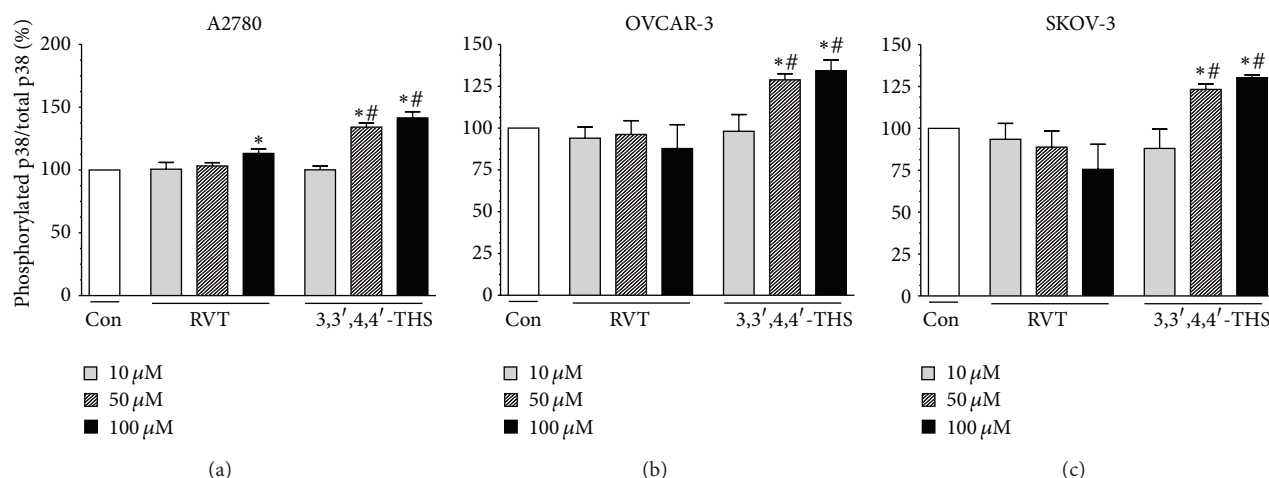 A2780
Phosphorylated p38/total p38 (%)
200
150
100
50
0
*
*#
*#
Con
RVT
3,3′,4,4′-THS
10 μM
50 μM
100 μM
(a)
OVCAR-3
150
125
100
75
50
25
0
*#
*#
Con
RVT
3,3′,4,4′-THS
10 μM
50 μM
100 μM
(b)
SKOV-3
150
125
100
75
50
25
0
*#
*#
Con
RVT
3,3′,4,4′-THS
10 μM
50 μM
100 μM
(c)